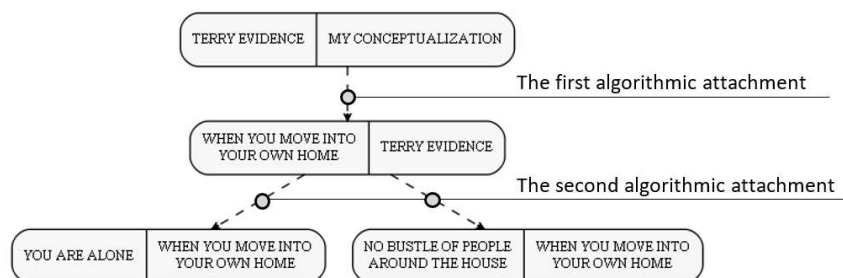 TERRY EVIDENCE MY CONCEPTUALIZATION
The first algorithmic attachment
WHEN YOU MOVE INTO
YOUR OWN HOME
TERRY EVIDENCE
The second algorithmic attachment
YOU ARE ALONE
WHEN YOU MOVE INTO
YOUR OWN HOME
NO BUSTLE OF PEOPLE
AROUND THE HOUSE
WHEN YOU MOVE INTO
YOUR OWN HOME